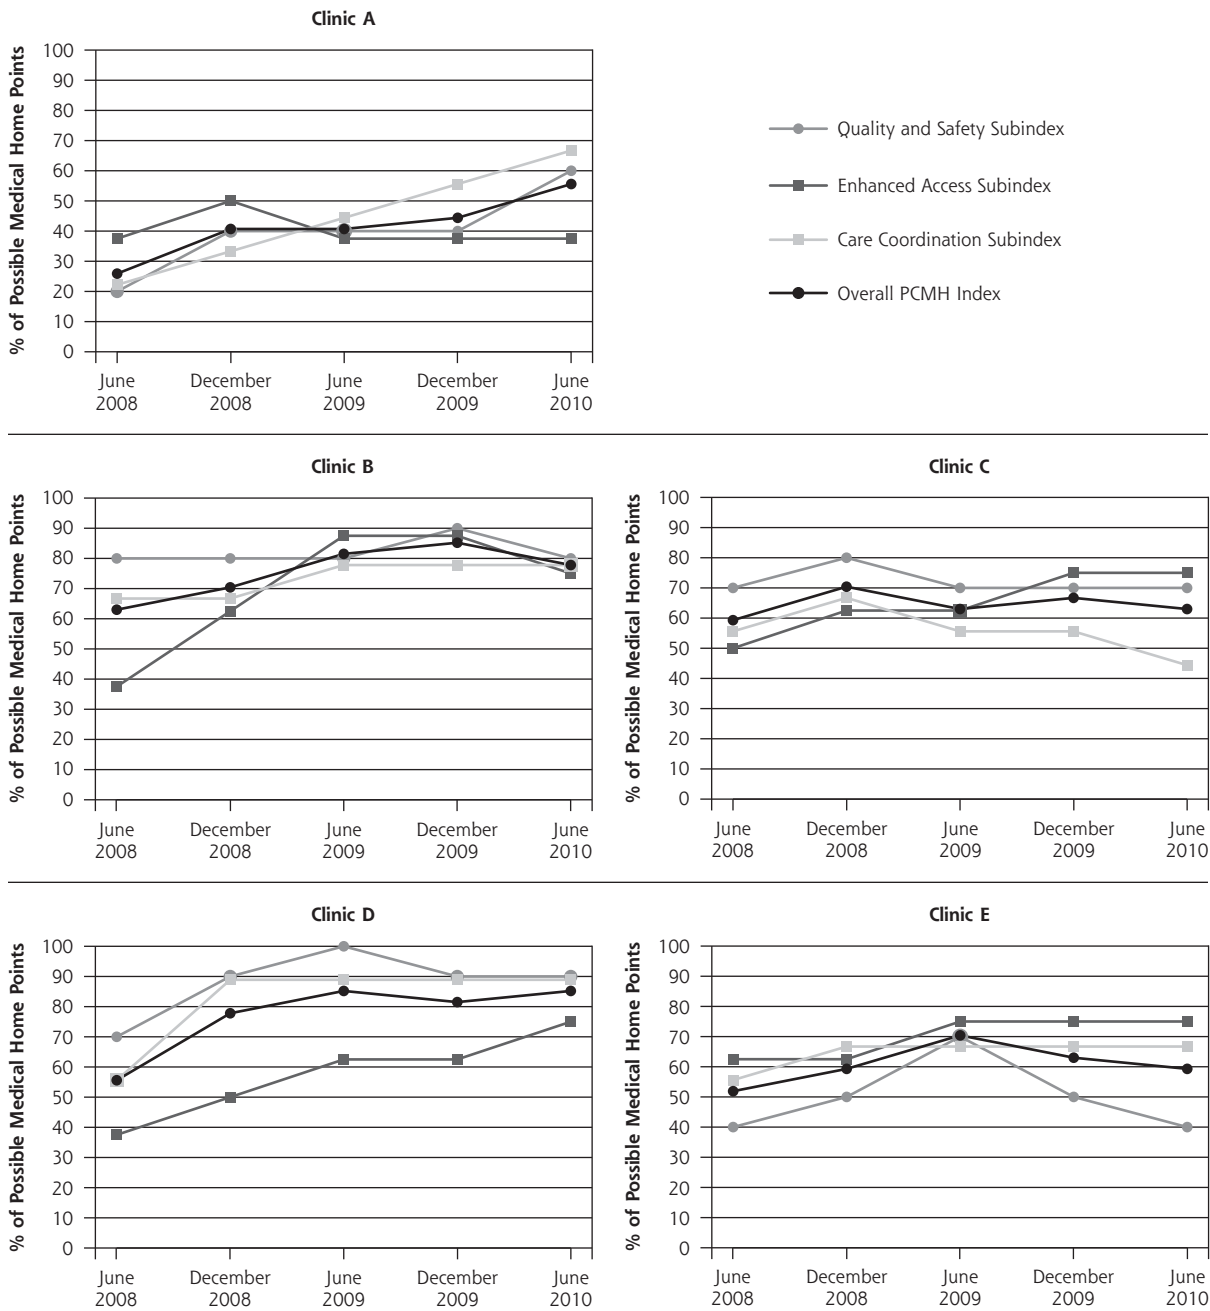 Clinic A
% of Possible Medical Home Points
100
90
80
70
60
50
40
30
20
10
0
June 2008
December 2008
June 2009
December 2009
June 2010
Quality and Safety Subindex
Enhanced Access Subindex
Care Coordination Subindex
Overall PCMH Index
Clinic B
% of Possible Medical Home Points
100
90
80
70
60
50
40
30
20
10
0
June 2008
December 2008
June 2009
December 2009
June 2010
Clinic C
% of Possible Medical Home Points
100
90
80
70
60
50
40
30
20
10
0
June 2008
December 2008
June 2009
December 2009
June 2010
Clinic D
% of Possible Medical Home Points
100
90
80
70
60
50
40
30
20
10
0
June 2008
December 2008
June 2009
December 2009
June 2010
Clinic E
% of Possible Medical Home Points
100
90
80
70
60
50
40
30
20
10
0
June 2008
December 2008
June 2009
December 2009
June 2010